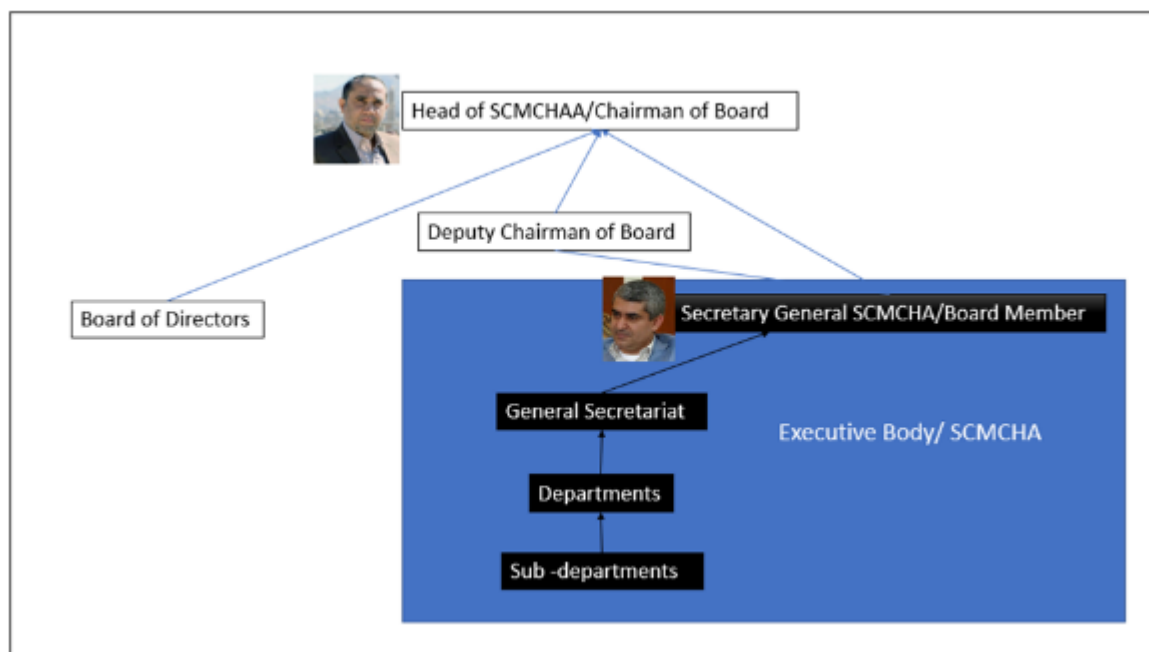 Head of SCMCHAA/Chairman of Board
Deputy Chairman of Board
Board of Directors
Secretary General SCMCHA/Board Member
General Secretariat
Executive Body/ SCMCHA
Departments
Sub -departments